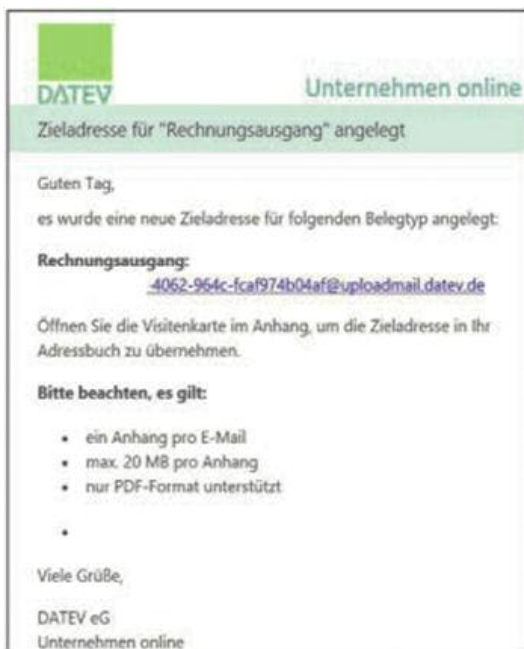 DATEV
Unternehmen online
Zieladresse für "Rechnungsausgang" angelegt
Guten Tag,
es wurde eine neue Zieladresse für folgenden Belegtyp angelegt:
Rechnungsausgang:
-4062-964c-fcaf974b04af@uploadmail.datev.de
Öffnen Sie die Visitenkarte im Anhang, um die Zieladresse in Ihr
Adressbuch zu übernehmen.
Bitte beachten, es gilt:
• ein Anhang pro E-Mail
• max. 20 MB pro Anhang
• nur PDF-Format unterstützt
•
Viele Grüße,
DATEV eG
Unternehmen online